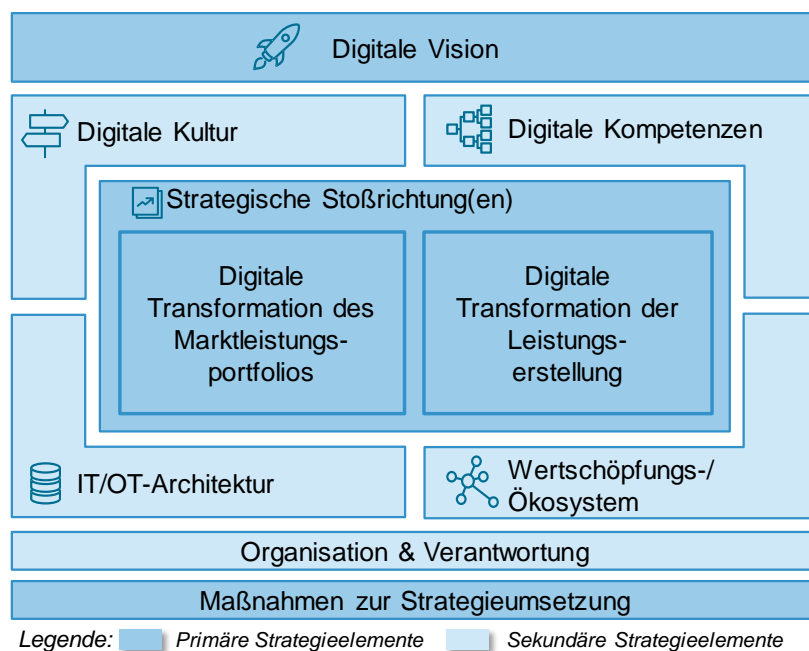 Digitale Vision
Digitale Kultur
Digitale Kompetenzen
Strategische Stoßrichtung(en)
Digitale
Transformation des
Marktleistungs-
portfolios
Digitale
Transformation der
Leistungs-
erstellung
IT/OT-Architektur
Wertschöpfungs-/
Ökosystem
Organisation & Verantwortung
Maßnahmen zur Strategieumsetzung
Legende: Primäre Strategieelemente Sekundäre Strategieelemente